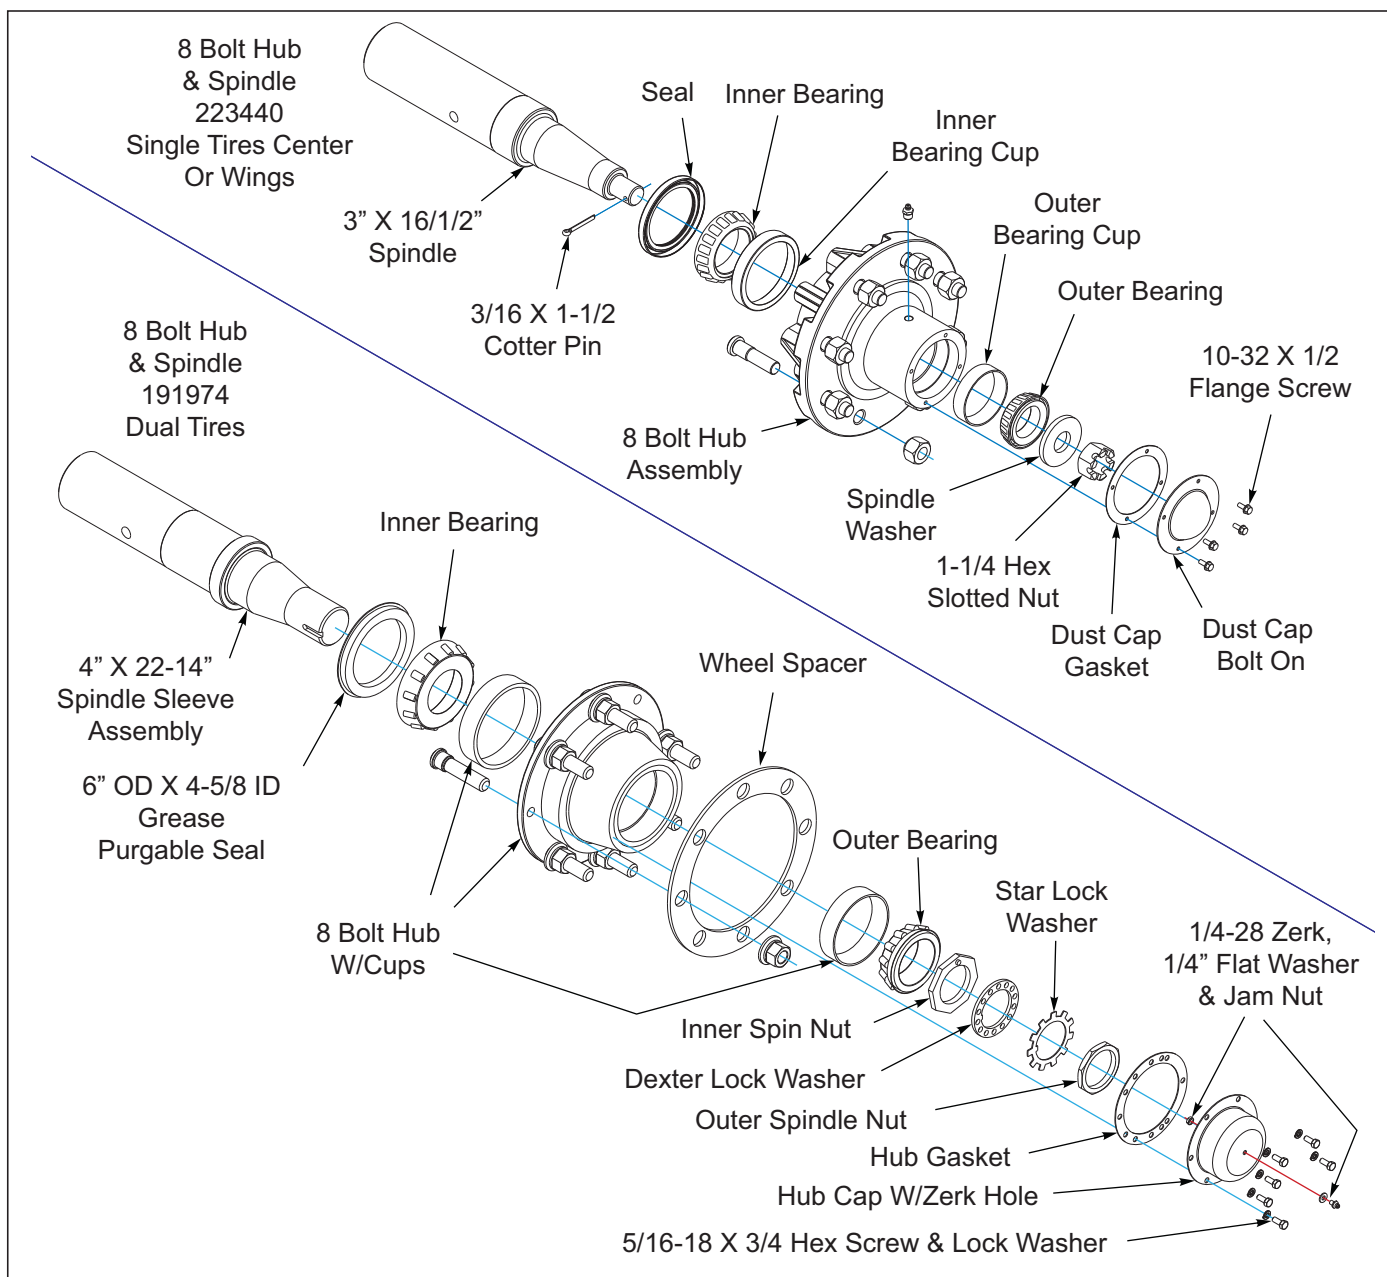 8 Bolt Hub
& Spindle
223440
Single Tires Center
Or Wings
Seal
Inner Bearing
Inner
Bearing Cup
Outer
Bearing Cup
Outer Bearing
10-32 X 1/2
Flange Screw
3” X 16/1/2”
Spindle
3/16 X 1-1/2
Cotter Pin
8 Bolt Hub
Assembly
Spindle
Washer
1-1/4 Hex
Slotted Nut
Dust Cap
Gasket
Dust Cap
Bolt On
8 Bolt Hub
& Spindle
191974
Dual Tires
Inner Bearing
4” X 22-14”
Spindle Sleeve
Assembly
6” OD X 4-5/8 ID
Grease
Purgable Seal
Wheel Spacer
8 Bolt Hub
W/Cups
Outer Bearing
Star Lock
Washer
1/4-28 Zerk,
1/4” Flat Washer
& Jam Nut
Inner Spin Nut
Dexter Lock Washer
Outer Spindle Nut
Hub Gasket
Hub Cap W/Zerk Hole
5/16-18 X 3/4 Hex Screw & Lock Washer